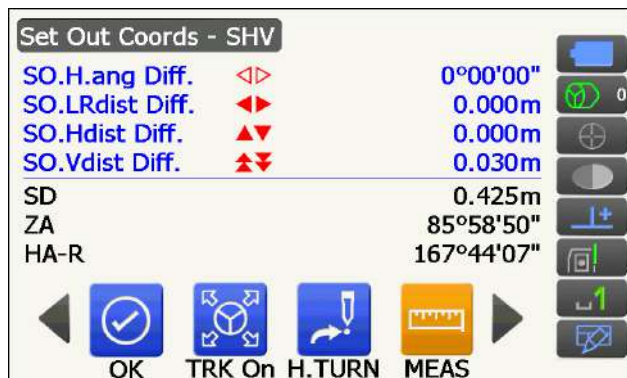 Set Out Coords - SHV
SO.H.ang Diff. 0°00'00"
SO.LRdist Diff. 0.000m
SO.Hdist Diff. 0.000m
SO.Vdist Diff. 0.030m
SD 0.425m
ZA 85°58'50"
HA-R 167°44'07"
OK TRK On H.TURN MEAS
0
1